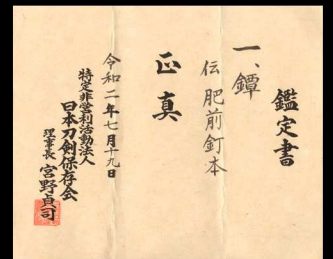 鑑定書
一、鐔
伝 肥前釘本
正真
令和二年七月十九日
特定非営利活動法人
日本刀剣保存会
理事長 宮野貞司